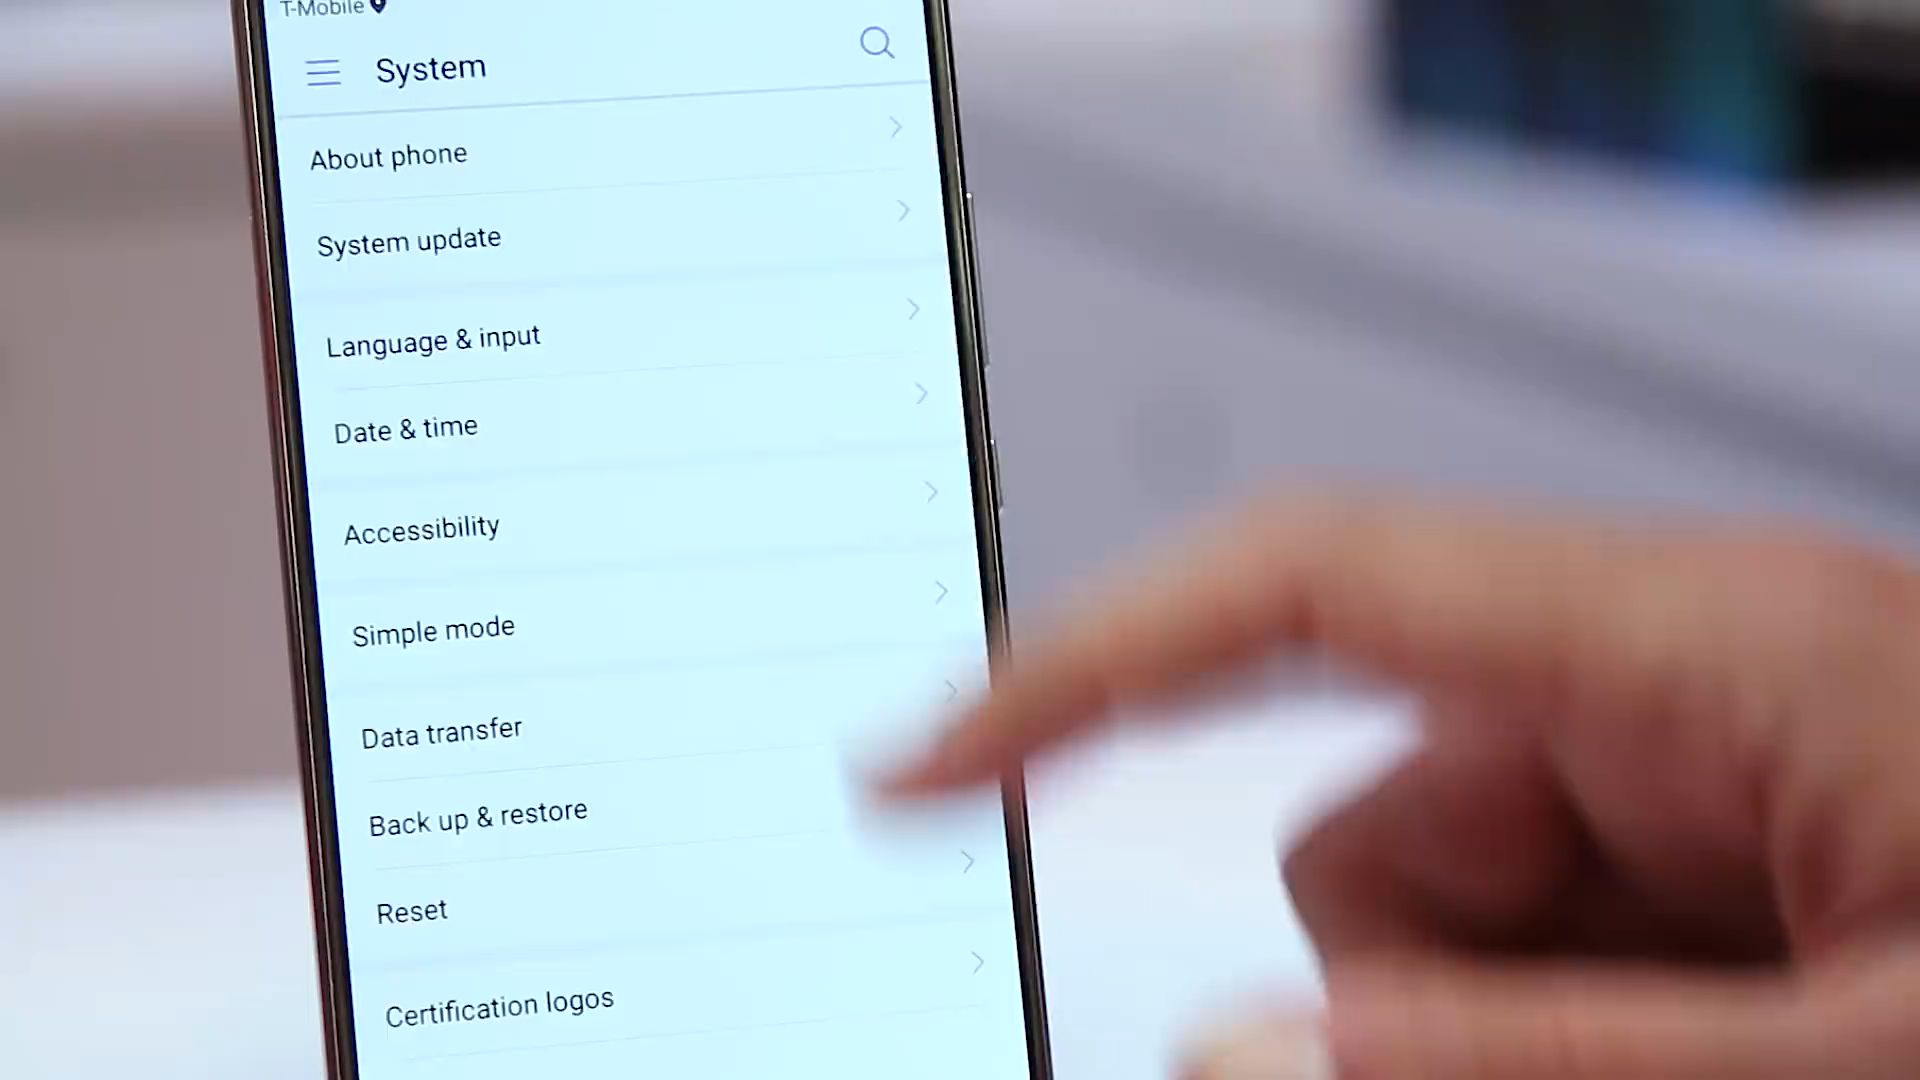 T-Mobile
System
About phone
System update
Language & input
Date & time
Accessibility
Simple mode
Data transfer
Back up & restore
Reset
Certification logos